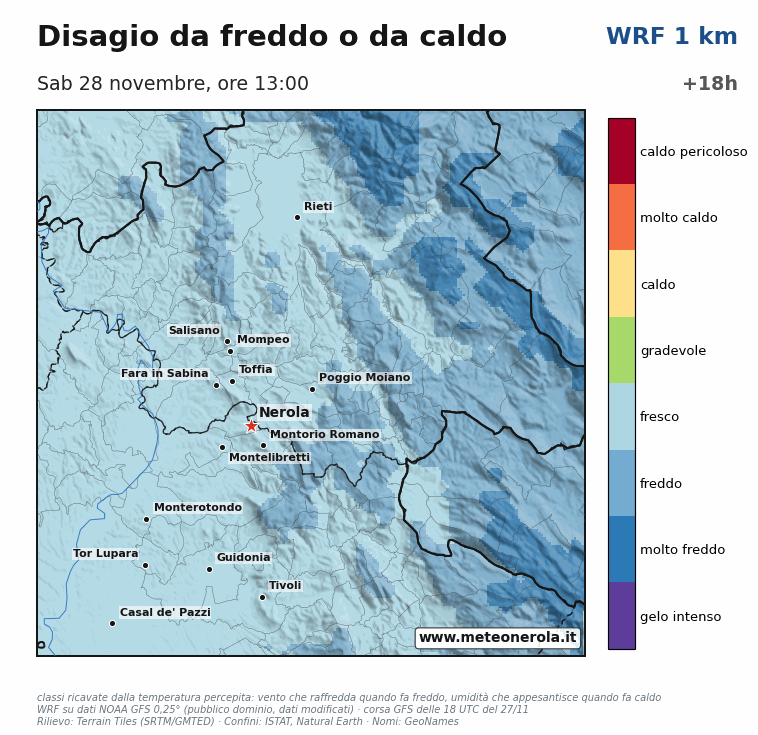 Disagio da freddo o da caldo
WRF 1 km
Sab 28 novembre, ore 13:00
+18h
caldo pericoloso
molto caldo
caldo
gradevole
fresco
freddo
molto freddo
gelo intenso
Rieti
Salisano
Mompeo
Fara in Sabina
Toffia
Poggio Moiano
Nerola
Montorio Romano
Montelibretti
Monterotondo
Tor Lupara
Guidonia
Tivoli
Casal de' Pazzi
www.meteonerola.it
classi ricavate dalla temperatura percepita: vento che raffredda quando fa freddo, umidità che appesantisce quando fa caldo
WRF su dati NOAA GFS 0,25° (pubblico dominio, dati modificati) · corsa GFS delle 18 UTC del 27/11
Rilievo: Terrain Tiles (SRTM/GMTED) · Confini: ISTAT, Natural Earth · Nomi: GeoNames